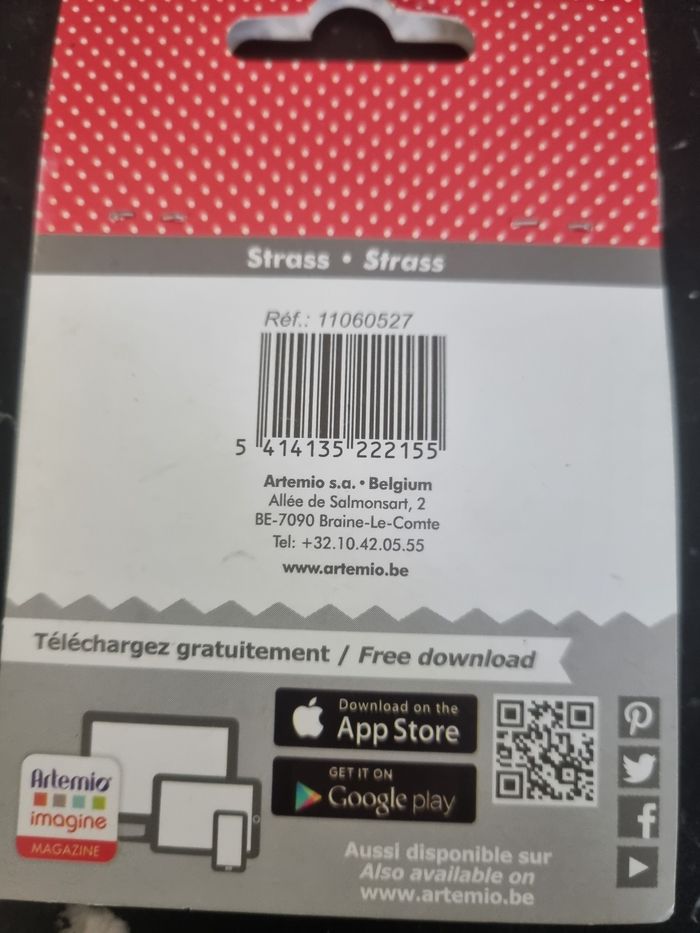 Strass • Strass
Réf.: 11060527
5 414135 222155
Artemio s.a. • Belgium
Allée de Salmonsart, 2
BE-7090 Braine-Le-Comte
Tel: +32.10.42.05.55
www.artemio.be
Téléchargez gratuitement / Free download
Download on the
App Store
GET IT ON
Google play
Artemio
imagine
MAGAZINE
Aussi disponible sur
Also available on
www.artemio.be